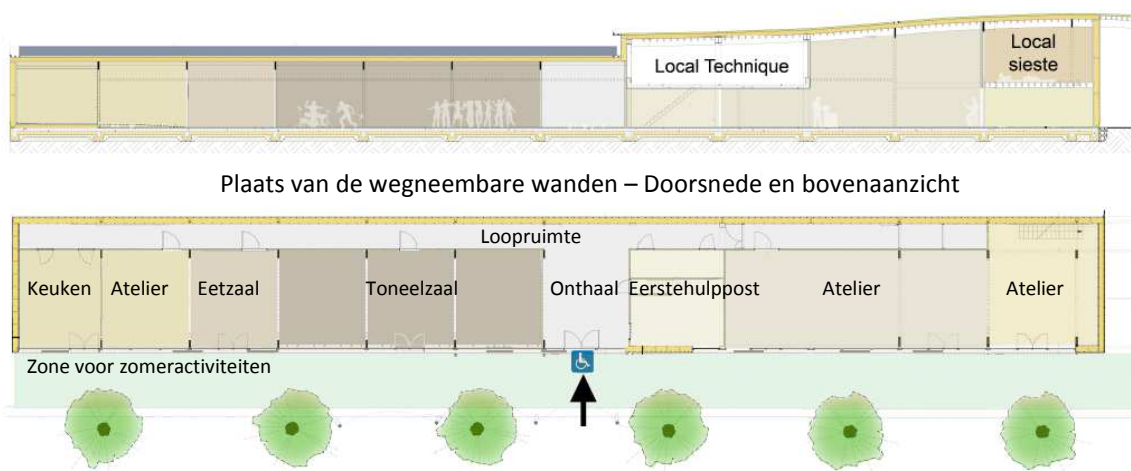 Local Technique
Local
sieste
Plaats van de wegneembare wanden – Doorsnede en bovenaanzicht
Loopruimte
Keuken Atelier Eetzaal Toneelzaal Onthaal Eerstehulppost Atelier Atelier
Zone voor zomeractiviteiten